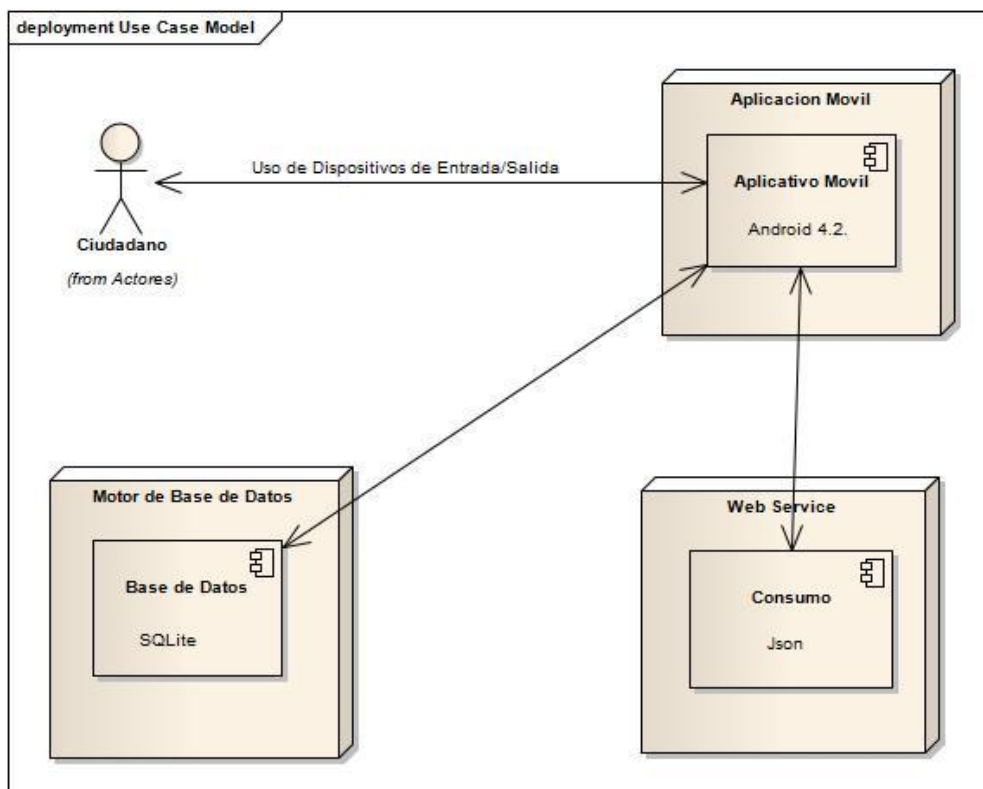 deployment Use Case Model
Aplicacion Movil
Uso de Dispositivos de Entrada/Salida
Aplicativo Movil
Android 4.2.
Ciudadano
(from Actores)
Motor de Base de Datos
Web Service
Base de Datos
Consumo
SQLite
Json